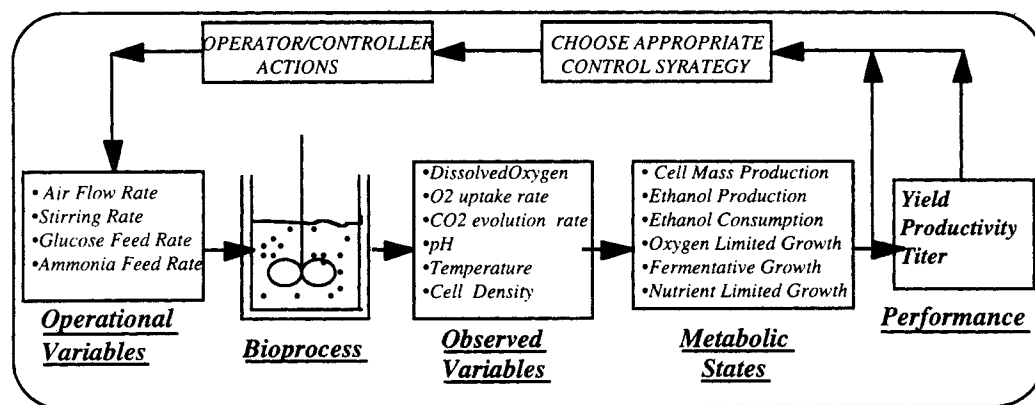 OPERATOR/CONTROLLER
ACTIONS
CHOOSE APPROPRIATE
CONTROL SYRATEGY
• Air Flow Rate
•Stirring Rate
•Glucose Feed Rate
•Ammonia Feed Rate
Operational
Variables
Bioprocess
•DissolvedOxygen
•O2 uptake rate
•CO2 evolution rate
•pH
•Temperature
•Cell Density
Observed
Variables
• Cell Mass Production
•Ethanol Production
•Ethanol Consumption
•Oxygen Limited Growth
•Fermentative Growth
•Nutrient Limited Growth
Metabolic
States
Yield
Productivity
Titer
Performance